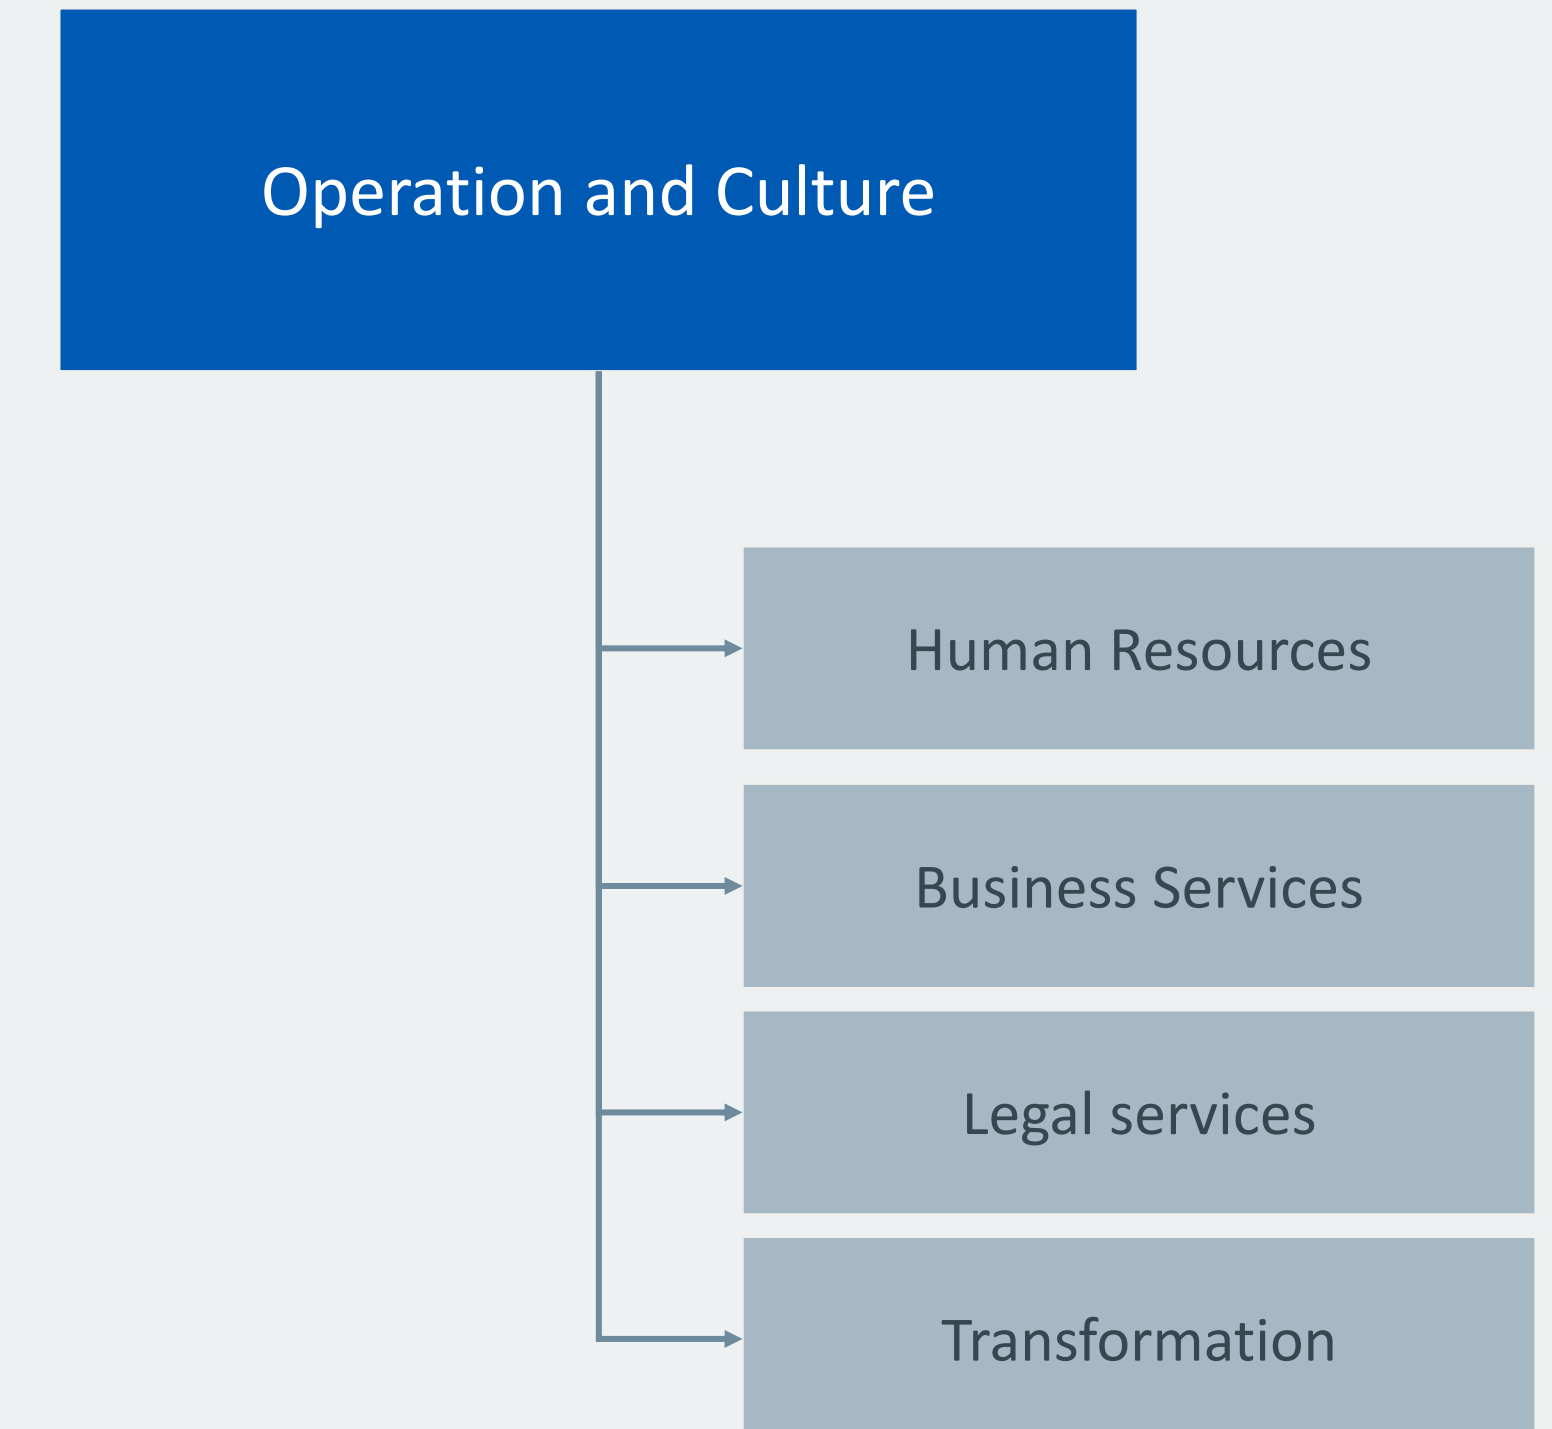 Operation and Culture
Human Resources
Business Services
Legal services
Transformation